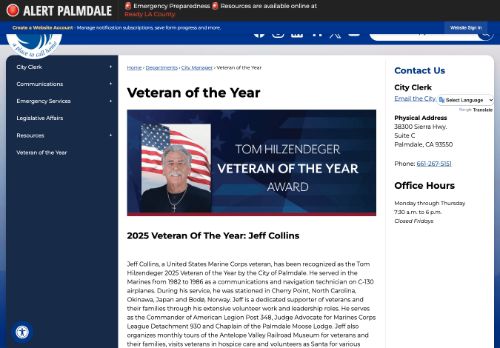 ALERT PALMDALE
🚨 Emergency Preparedness 🚨 Resources are available online at
Ready LA County.
Create a Website Account - Manage notification subscriptions, save form progress and more.
Website Sign In
a place to call home
Select Language
Google Translate
City Clerk +
Communications +
Emergency Services +
Legislative Affairs
Resources +
Veteran of the Year
Home › Departments › City Manager › Veteran of the Year
Veteran of the Year
TOM HILZENDEGER
VETERAN OF THE YEAR
AWARD
2025 Veteran Of The Year: Jeff Collins
Jeff Collins, a United States Marine Corps veteran, has been recognized as the Tom
Hilzendeger 2025 Veteran of the Year by the City of Palmdale. He served in the
Marines from 1982 to 1986 as a communications and navigation technician on C-130
airplanes. During his service, he was stationed in Cherry Point, North Carolina,
Okinawa, Japan and Bodø, Norway. Jeff is a dedicated supporter of veterans and
their families through his extensive volunteer work and leadership roles. He serves
as the Commander of American Legion Post 348, Judge Advocate for Marines Corps
League Detachment 930 and Chaplain of the Palmdale Moose Lodge. Jeff also
organizes monthly tours of the Antelope Valley Railroad Museum for veterans and
their families, visits veterans in hospice care and volunteers as Santa for various
Contact Us
City Clerk
Email the City
Physical Address
38300 Sierra Hwy.
Suite C
Palmdale, CA 93550
Phone: 661-267-5151
Office Hours
Monday through Thursday
7:30 a.m. to 6 p.m.
Closed Fridays